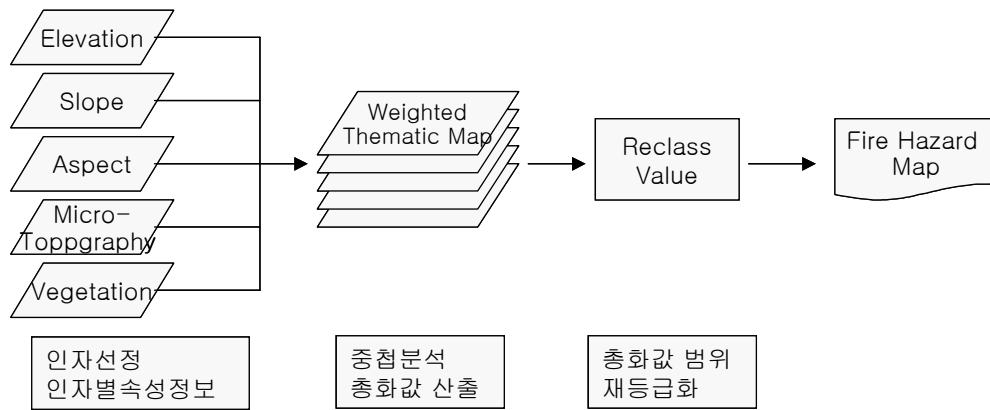 Elevation
Slope
Aspect
Micro-
Toppgraphy
Vegetation
Weighted
Thematic Map
Reclass
Value
Fire Hazard
Map
인자선정
인자별속성정보
중첩분석
총화값 산출
총화값 범위
재등급화